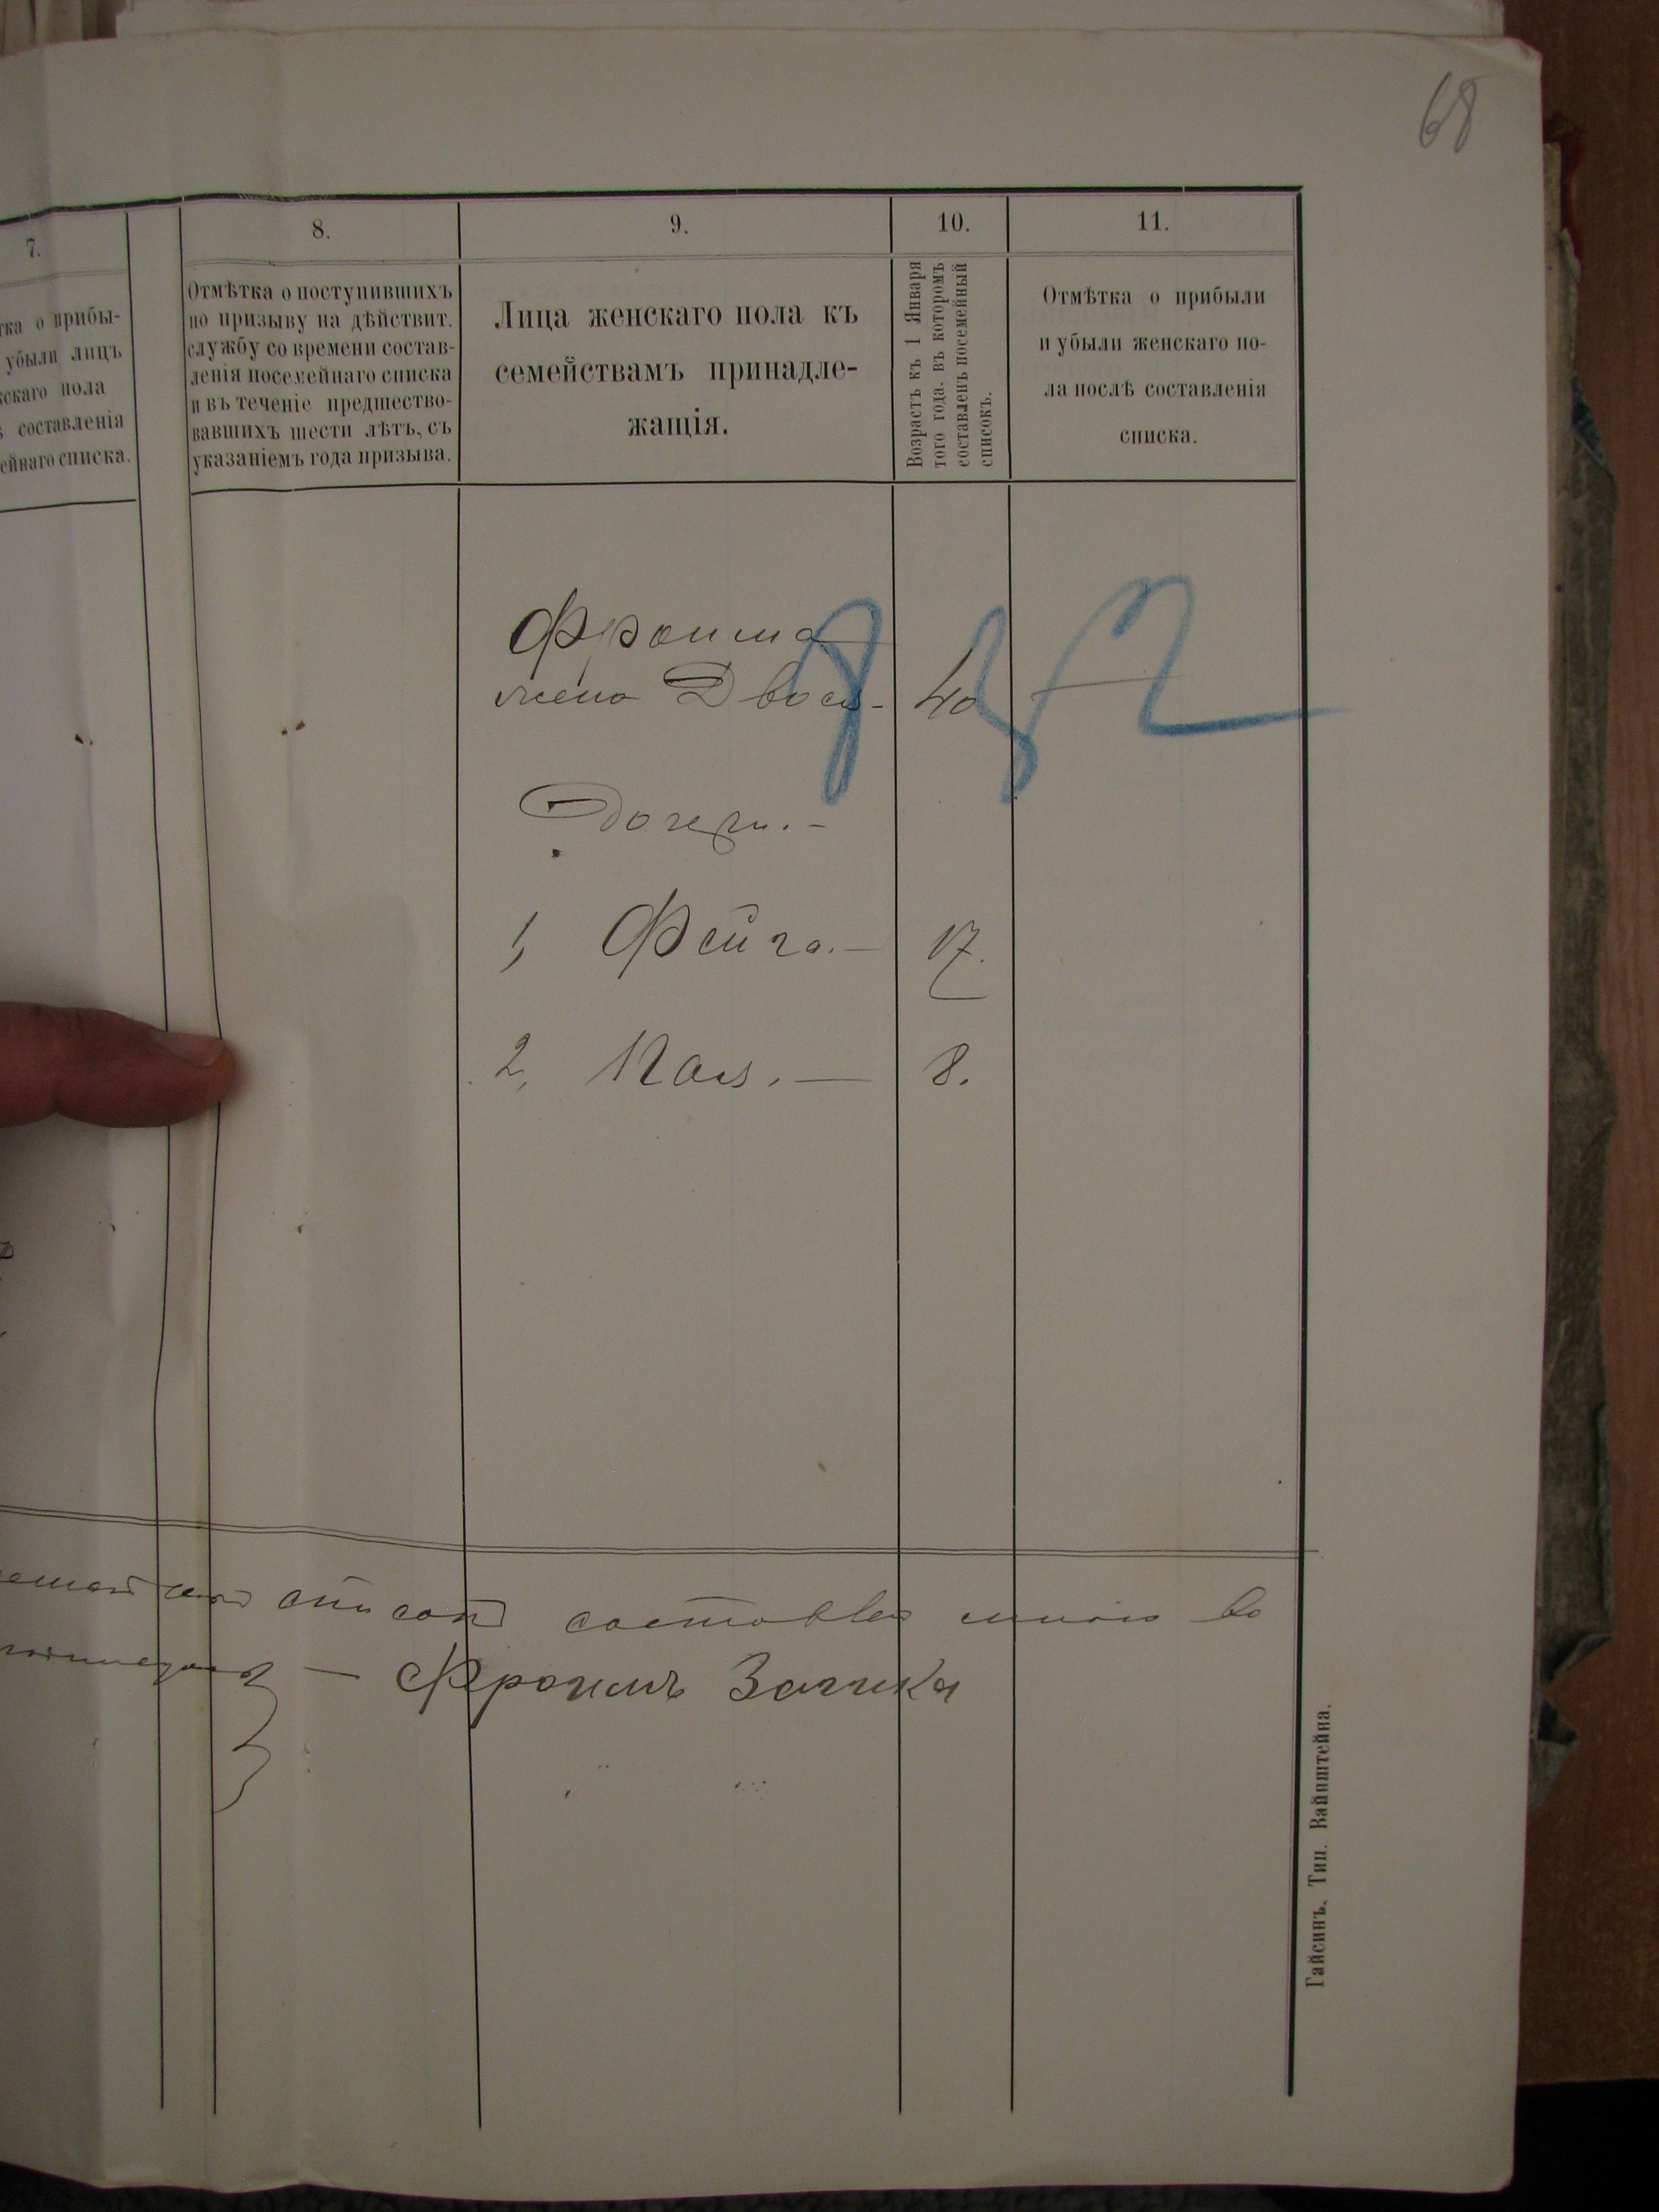 68
7.
8.
9.
10.
11.
тка о прибы-
убыли лицъ
скаго пола
ѣ составленія
ейнаго списка.
Отмѣтка о поступившихъ
по призыву на дѣйствит.
службу со времени состав-
ленія посемейнаго списка
и въ теченіе предшество-
вавшихъ шести лѣтъ, съ
указаніемъ года призыва.
Лица женскаго пола къ
семействамъ принадле-
жащія.
Возрастъ къ 1 Января
того года, въ которомъ
составленъ посемейный
списокъ.
Отмѣтка о прибыли
и убыли женскаго по-
ла послѣ составленія
списка.
Фроима
жена Двося - 40
Дочери. -
1, Фейга. - 17.
2, Пая. - 8.
списокъ составленъ
Фроимъ
Гайсинъ. Тип. Вайнштейна.